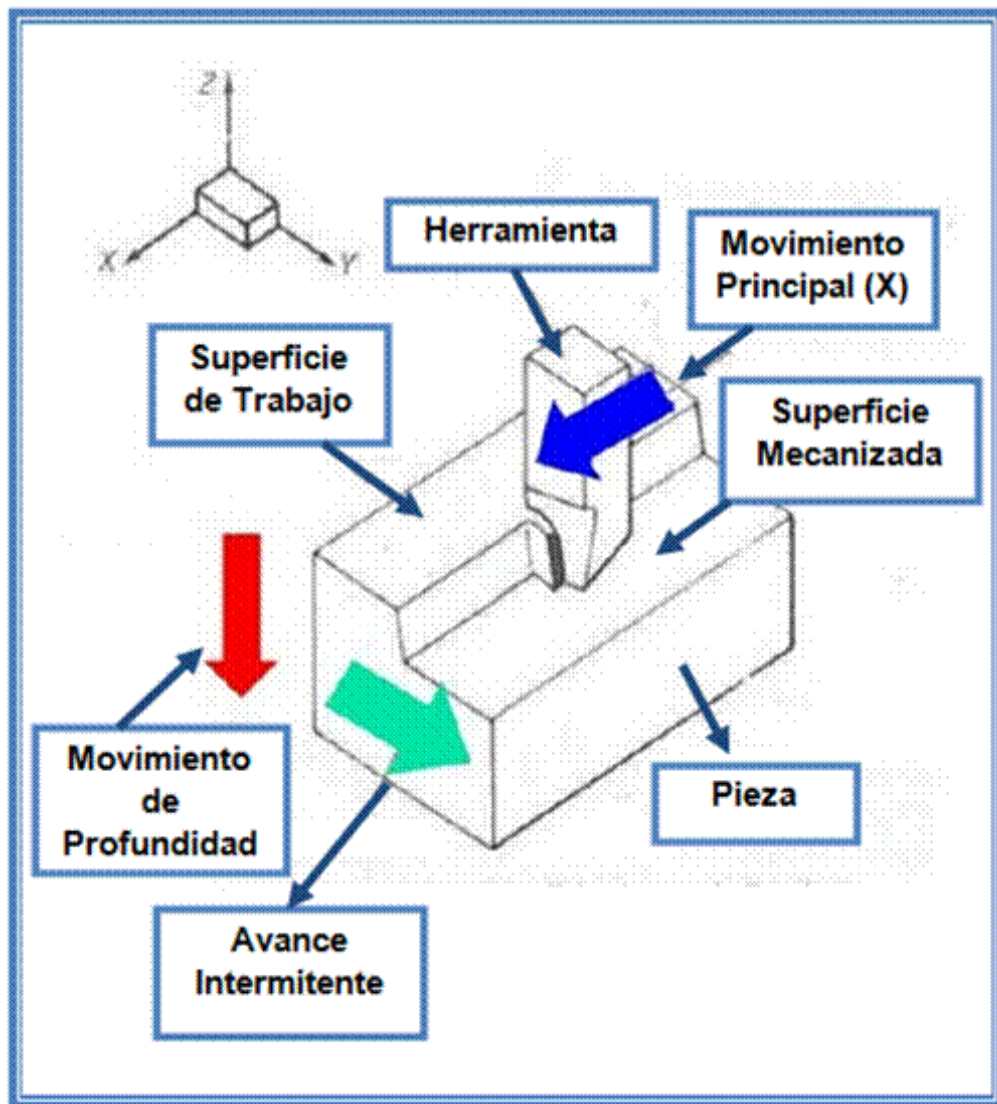 Z
X
Y
Herramienta
Movimiento
Principal (X)
Superficie
de Trabajo
Superficie
Mecanizada
Movimiento
de
Profundidad
Pieza
Avance
Intermitente